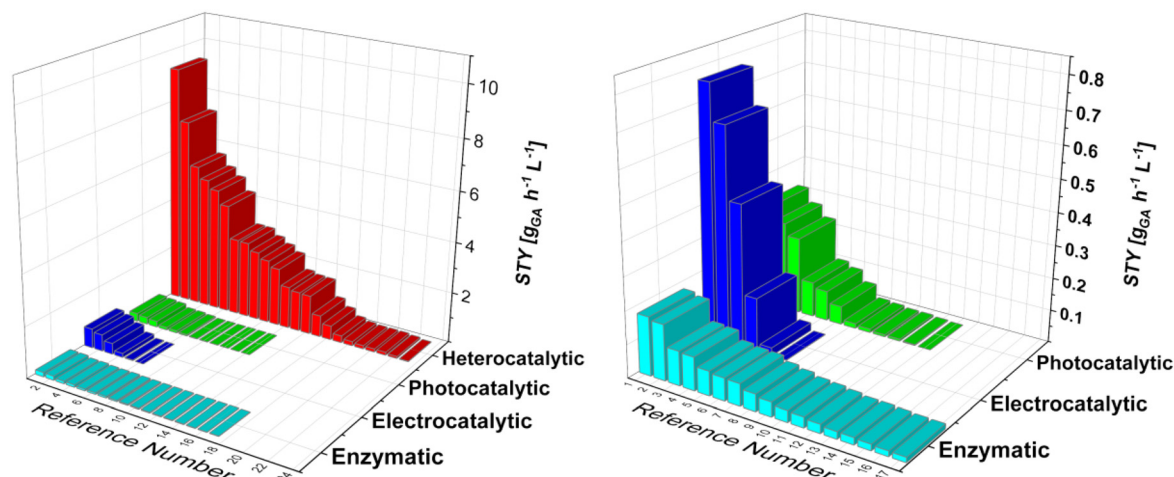 10
8
6
4
2
STY [gGA h⁻¹ L⁻¹]
Heterocatalytic
Photocatalytic
Electrocatalytic
Enzymatic
2 4 6 8 10 12 14 16 18 20 22 24
Reference Number
0.8
0.7
0.6
0.5
0.4
0.3
0.2
0.1
STY [gGA h⁻¹ L⁻¹]
Photocatalytic
Electrocatalytic
Enzymatic
1 2 3 4 5 6 7 8 9 10 11 12 13 14 15 16 17
Reference Number